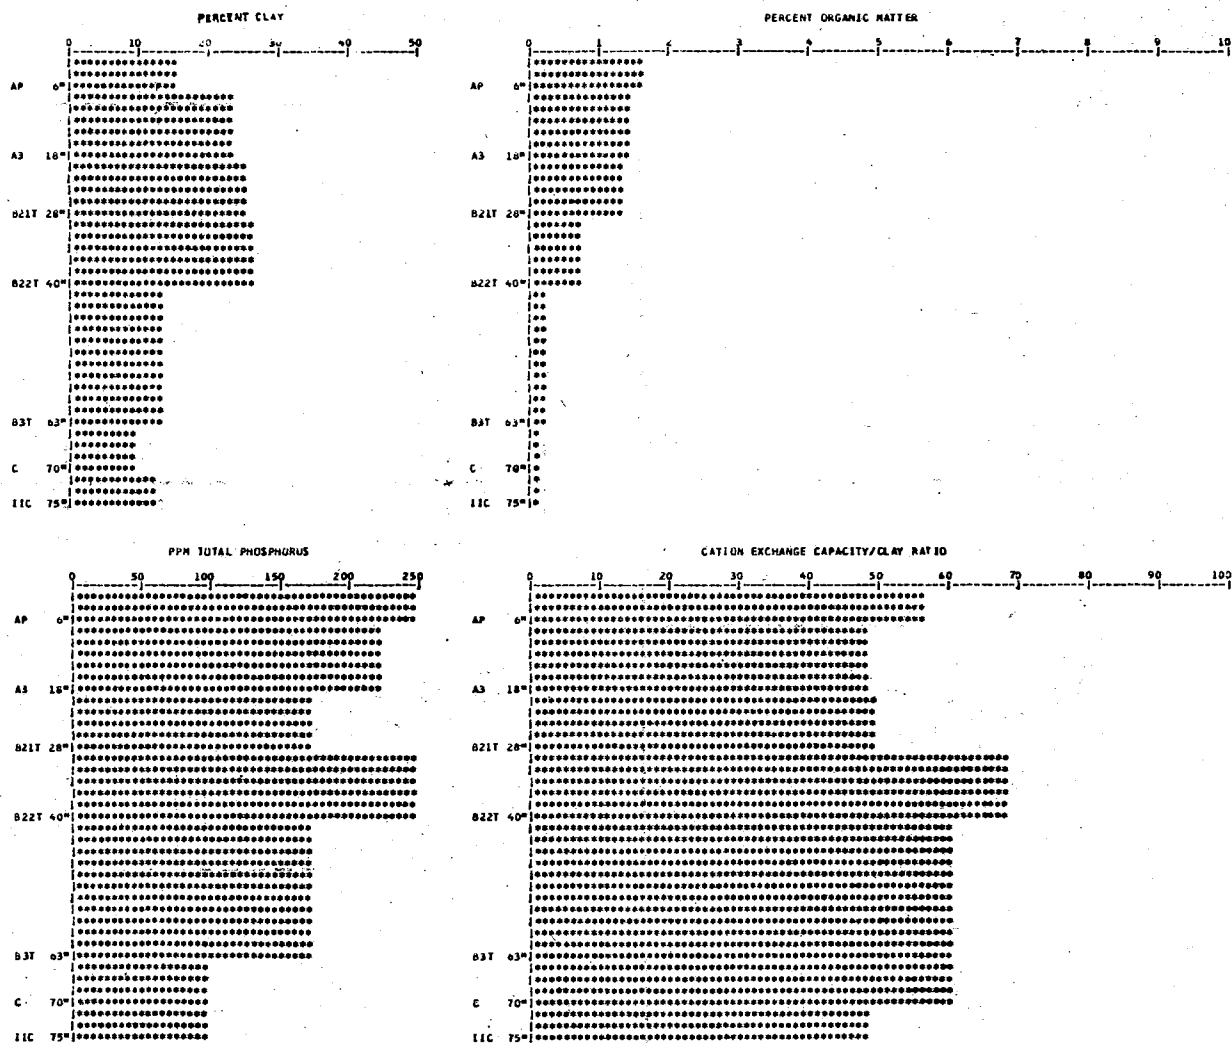 PERCENT CLAY
0 10 20 30 40 50
AP 6"
A3 18"
B21T 28"
B22T 40"
B3T 63"
C 70"
IIC 75"
PERCENT ORGANIC MATTER
0 1 2 3 4 5 6 7 8 9 10
AP 6"
A3 18"
B21T 28"
B22T 40"
B3T 63"
C 70"
IIC 75"
PPM TOTAL PHOSPHORUS
0 50 100 150 200 250
AP 6"
A3 18"
B21T 28"
B22T 40"
B3T 63"
C 70"
IIC 75"
CATION EXCHANGE CAPACITY/CLAY RATIO
0 10 20 30 40 50 60 70 80 90 100
AP 6"
A3 18"
B21T 28"
B22T 40"
B3T 63"
C 70"
IIC 75"